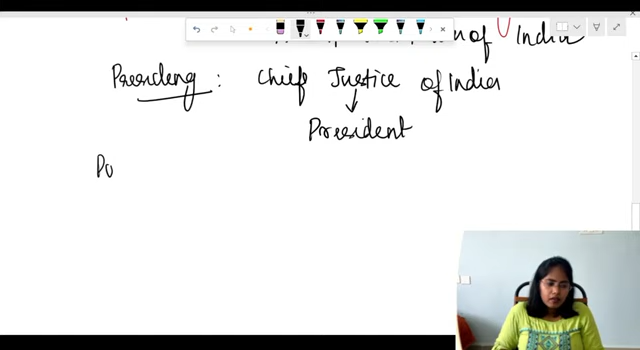 of India
Presideng : Chief Justice of India
↓
President
Po